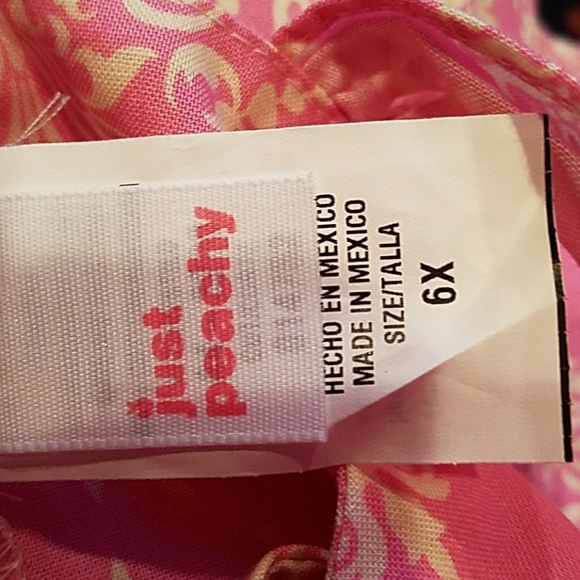 just
peachy
HECHO EN MEXICO
MADE IN MEXICO
SIZE/TALLA
6X